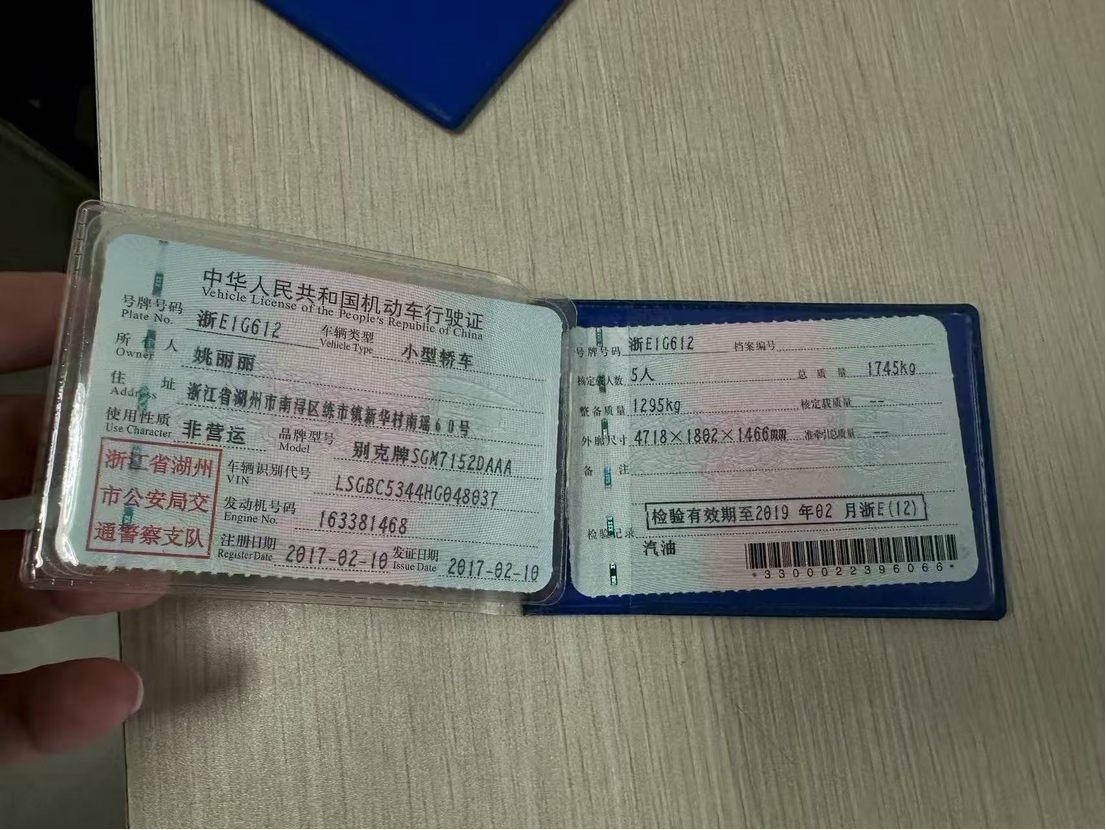 中华人民共和国机动车行驶证
Vehicle License of the People's Republic of China
号牌号码 浙E1G612 车辆类型 小型轿车
Plate No. Vehicle Type
所有人 姚丽丽
Owner
住址 浙江省湖州市南得区练市镇新华村南瑶60号
Address
使用性质 非营运 品牌型号 别克牌SGM7152DAAA
Use Character Model
浙江省湖州
市公安局交
通警察支队
车辆识别代号 LSGBC5344HG048037
VIN
发动机号码 163381468
Engine No.
注册日期 2017-02-10 发证日期 2017-02-10
Register Date Issue Date
号牌号码 浙E1G612 档案编号
核定载人数 5人 总质量 1745kg
整备质量 1295kg 核定载质量 --
外廓尺寸 4718×1802×1466mm 准牵引总质量 --
备注
检验有效期至2019年02月浙E(12)
检验记录
汽油
*3300022396066*